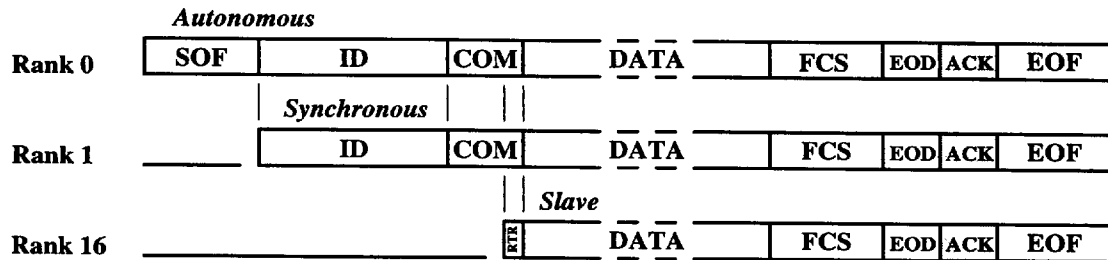 Autonomous
Rank 0 SOF ID COM DATA FCS EOD ACK EOF
Synchronous
Rank 1 ID COM DATA FCS EOD ACK EOF
Slave
Rank 16 RTR DATA FCS EOD ACK EOF